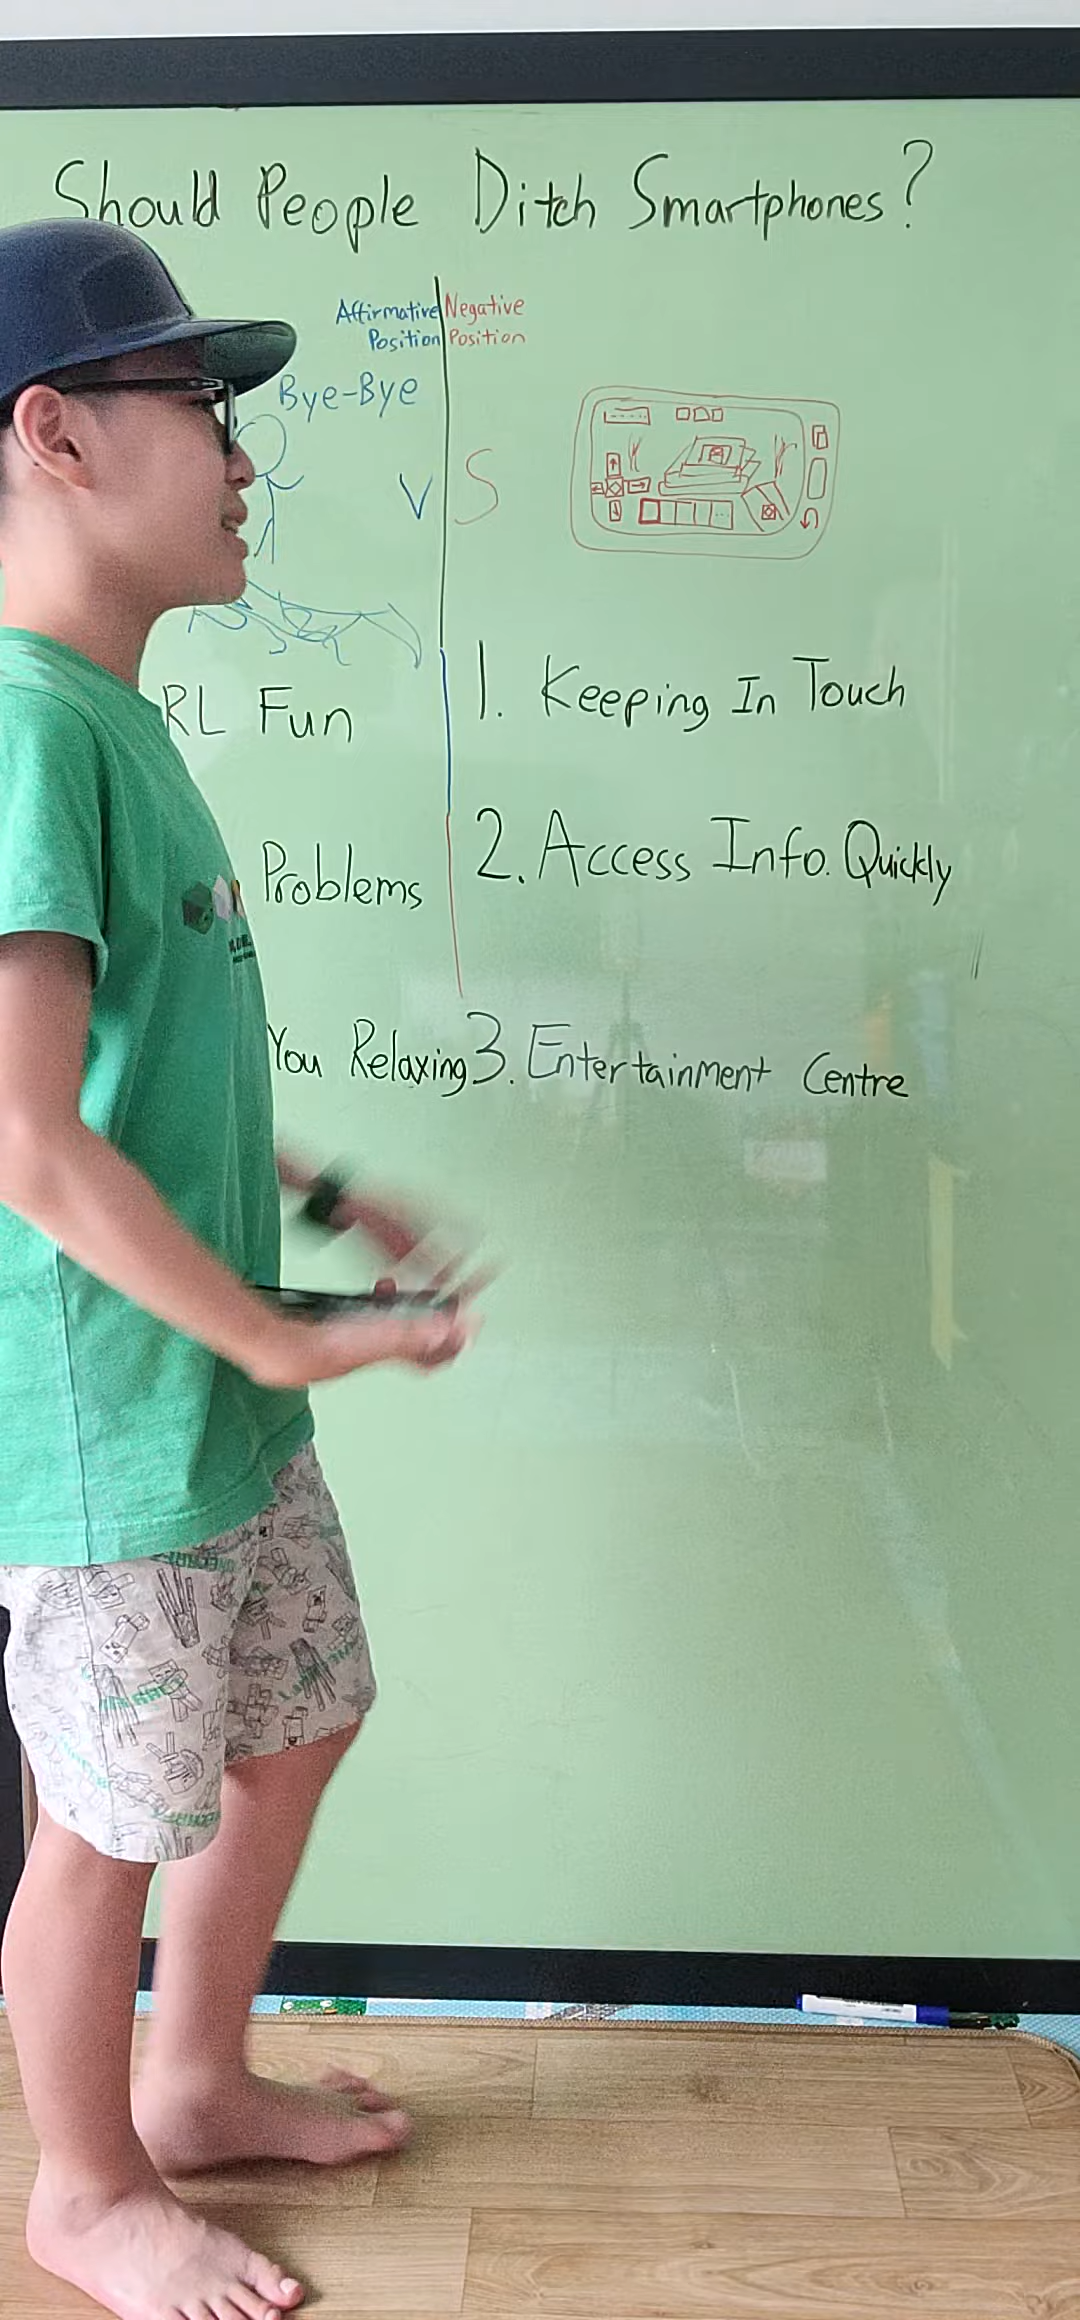 Should People Ditch Smartphones?
Affirmative Position
Negative Position
Bye-Bye
VS
RL Fun
Problems
You Relaxing
1. Keeping In Touch
2. Access Info. Quickly
3. Entertainment Centre